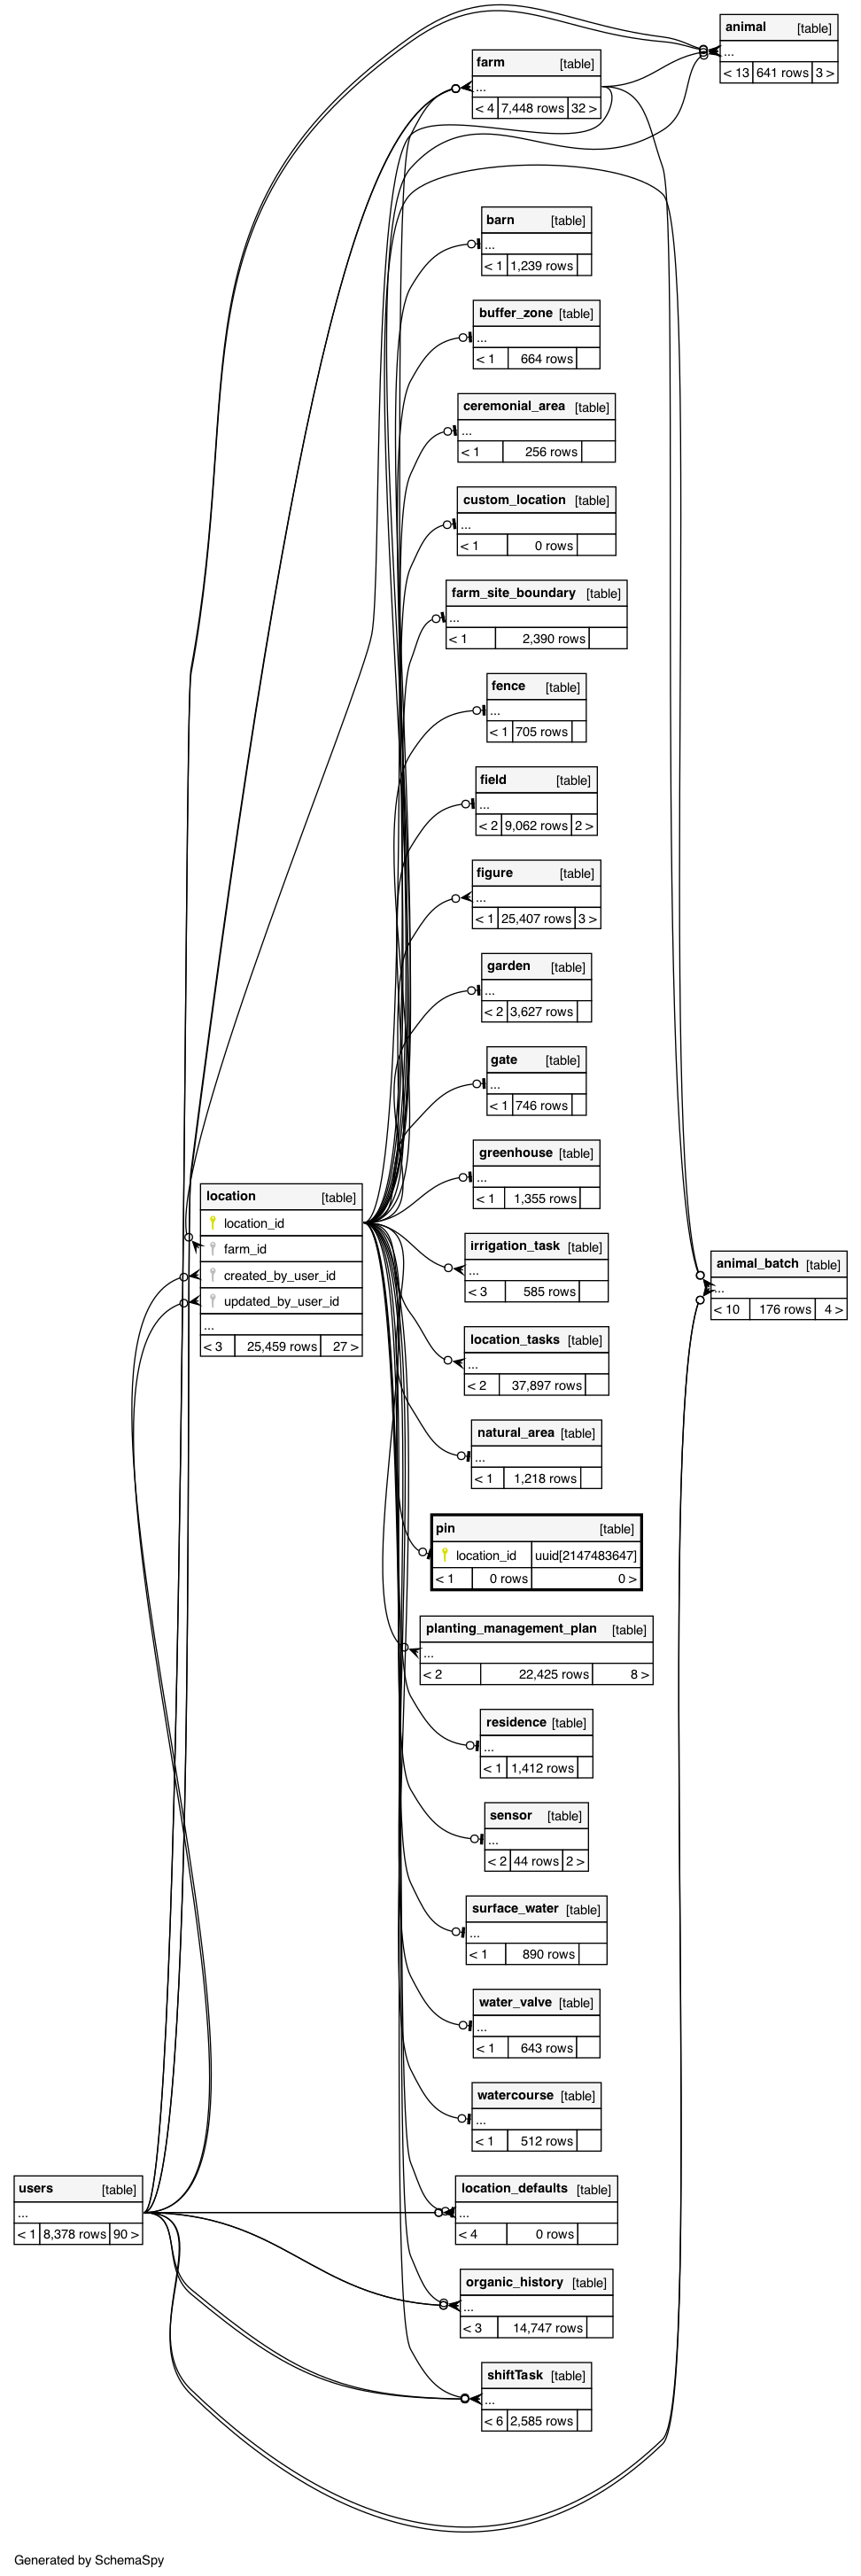 animal [table]
...
< 13 641 rows 3 >
farm [table]
...
< 4 7,448 rows 32 >
barn [table]
...
< 1 1,239 rows
buffer_zone [table]
...
< 1 664 rows
ceremonial_area [table]
...
< 1 256 rows
custom_location [table]
...
< 1 0 rows
farm_site_boundary [table]
...
< 1 2,390 rows
fence [table]
...
< 1 705 rows
field [table]
...
< 2 9,062 rows 2 >
figure [table]
...
< 1 25,407 rows 3 >
garden [table]
...
< 2 3,627 rows
gate [table]
...
< 1 746 rows
greenhouse [table]
...
< 1 1,355 rows
location [table]
location_id
farm_id
created_by_user_id
updated_by_user_id
...
< 3 25,459 rows 27 >
irrigation_task [table]
...
< 3 585 rows
animal_batch [table]
...
< 10 176 rows 4 >
location_tasks [table]
...
< 2 37,897 rows
natural_area [table]
...
< 1 1,218 rows
pin [table]
location_id uuid[2147483647]
< 1 0 rows 0 >
planting_management_plan [table]
...
< 2 22,425 rows 8 >
residence [table]
...
< 1 1,412 rows
sensor [table]
...
< 2 44 rows 2 >
surface_water [table]
...
< 1 890 rows
water_valve [table]
...
< 1 643 rows
watercourse [table]
...
< 1 512 rows
users [table]
...
< 1 8,378 rows 90 >
location_defaults [table]
...
< 4 0 rows
organic_history [table]
...
< 3 14,747 rows
shiftTask [table]
...
< 6 2,585 rows
Generated by SchemaSpy